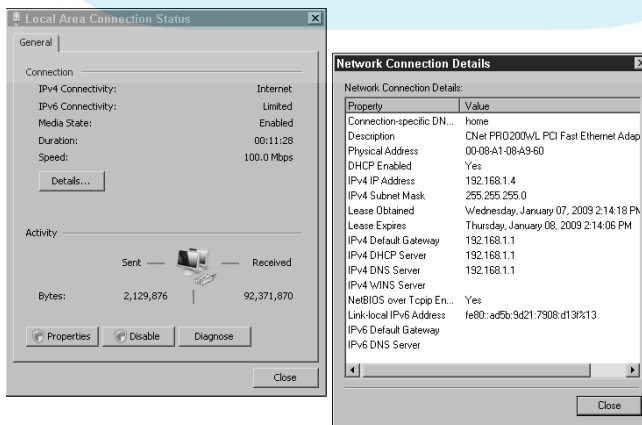 Local Area Connection Status
General
Connection
IPv4 Connectivity: Internet
IPv6 Connectivity: Limited
Media State: Enabled
Duration: 00:11:28
Speed: 100.0 Mbps
Details...
Activity
Sent Received
Bytes: 2,129,876 92,371,870
Properties Disable Diagnose
Close
Network Connection Details
Network Connection Details:
Property Value
Connection-specific DN... home
Description CNet PRO200WL PCI Fast Ethernet Adap
Physical Address 00-08-A1-08-A9-60
DHCP Enabled Yes
IPv4 IP Address 192.168.1.4
IPv4 Subnet Mask 255.255.255.0
Lease Obtained Wednesday, January 07, 2009 2:14:18 PM
Lease Expires Thursday, January 08, 2009 2:14:06 PM
IPv4 Default Gateway 192.168.1.1
IPv4 DHCP Server 192.168.1.1
IPv4 DNS Server 192.168.1.1
IPv4 WINS Server
NetBIOS over Tcpip En... Yes
Link-local IPv6 Address fe80::ad5b:9d21:7908:d13f%13
IPv6 Default Gateway
IPv6 DNS Server
Close